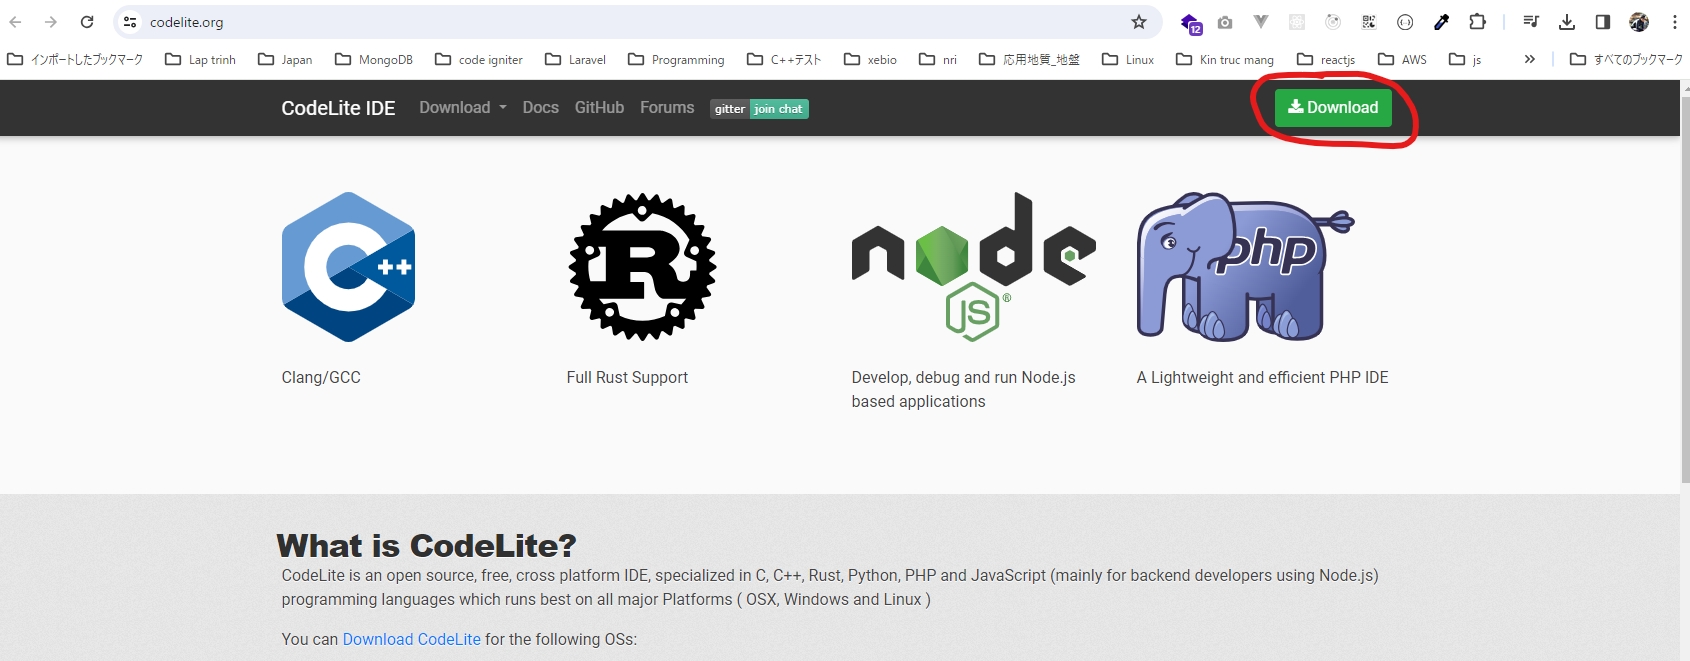 codelite.org
12
インポートしたブックマーク Lap trinh Japan MongoDB code igniter Laravel Programming C++テスト xebio nri 応用地質_地盤 Linux Kin truc mang reactjs AWS js » すべてのブックマーク
CodeLite IDE Download Docs GitHub Forums gitter join chat Download
C++ R node JS® php
Clang/GCC
Full Rust Support
Develop, debug and run Node.js
based applications
A Lightweight and efficient PHP IDE
What is CodeLite?
CodeLite is an open source, free, cross platform IDE, specialized in C, C++, Rust, Python, PHP and JavaScript (mainly for backend developers using Node.js)
programming languages which runs best on all major Platforms ( OSX, Windows and Linux )
You can Download CodeLite for the following OSs: